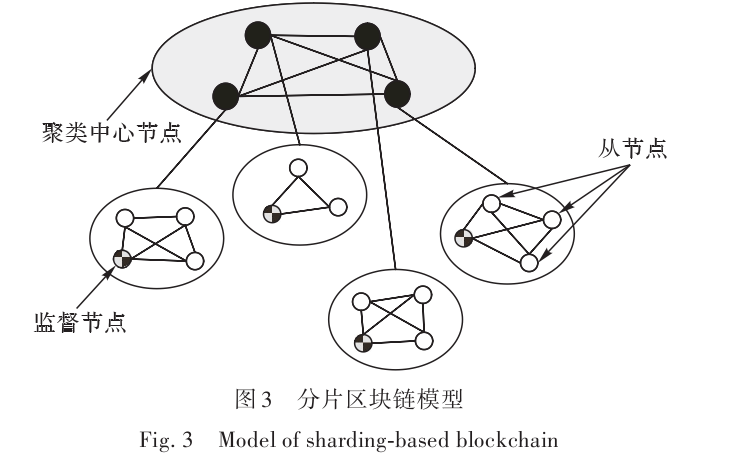 聚类中心节点
从节点
监督节点
图3 分片区块链模型
Fig. 3 Model of sharding-based blockchain